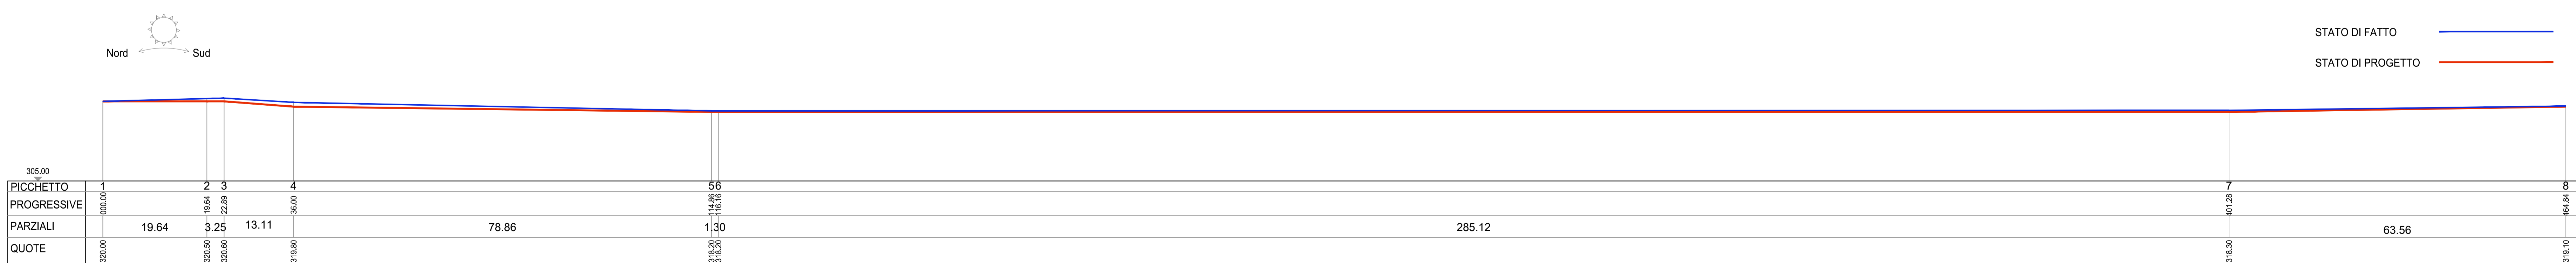 Nord Sud
STATO DI FATTO
STATO DI PROGETTO
305.00
PICCHETTO 1 2 3 4 5 6 7 8
PROGRESSIVE 000.00 19.64 22.89 36.00 114.86 116.16 401.28 464.84
PARZIALI 19.64 3.25 13.11 78.86 1.30 285.12 63.56
QUOTE 320.00 320.50 320.60 319.80 318.20 318.20 318.30 319.10